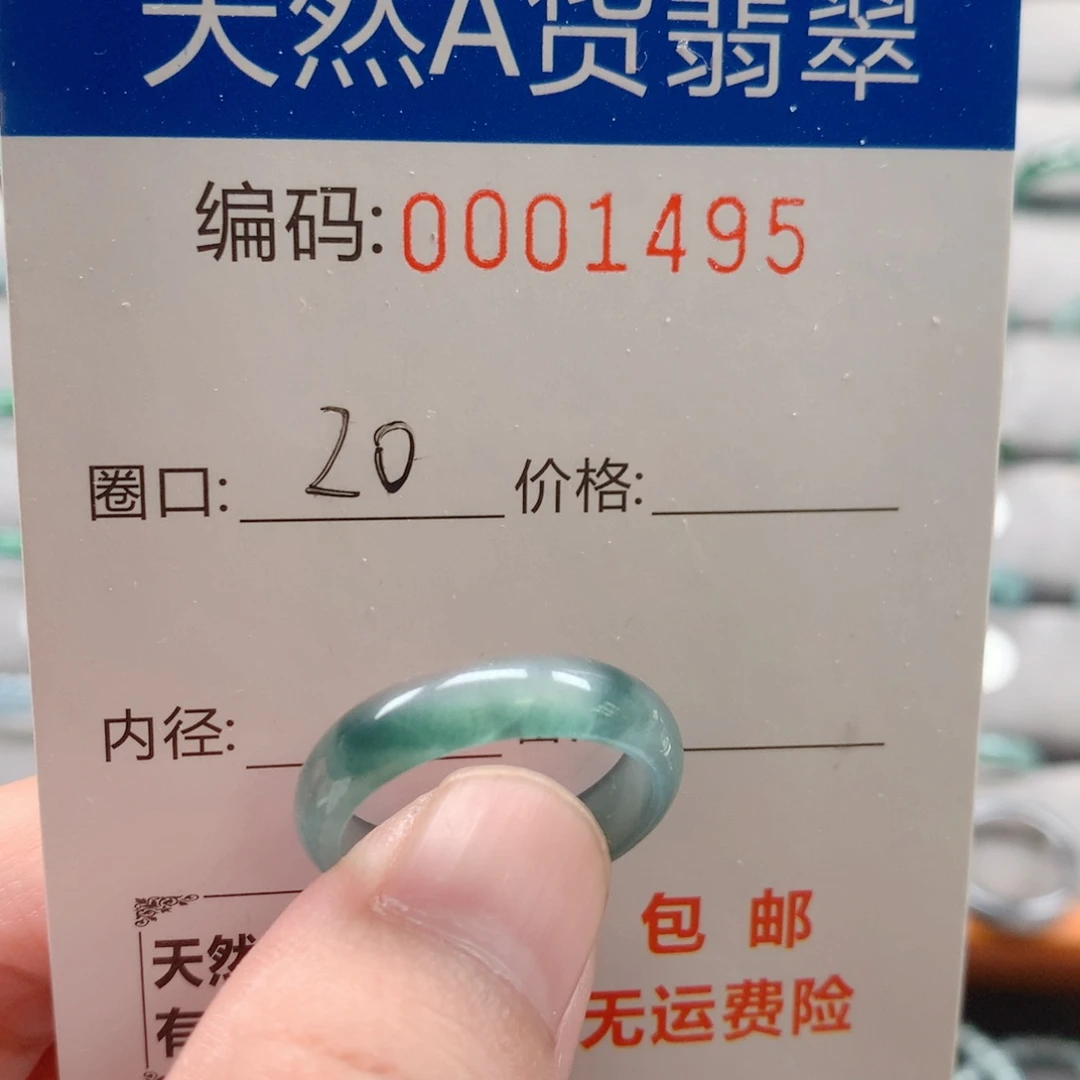 天然A货翡翠
编码:0001495
圈口: 20 价格:
内径:
天然
有
包 邮
无运费险